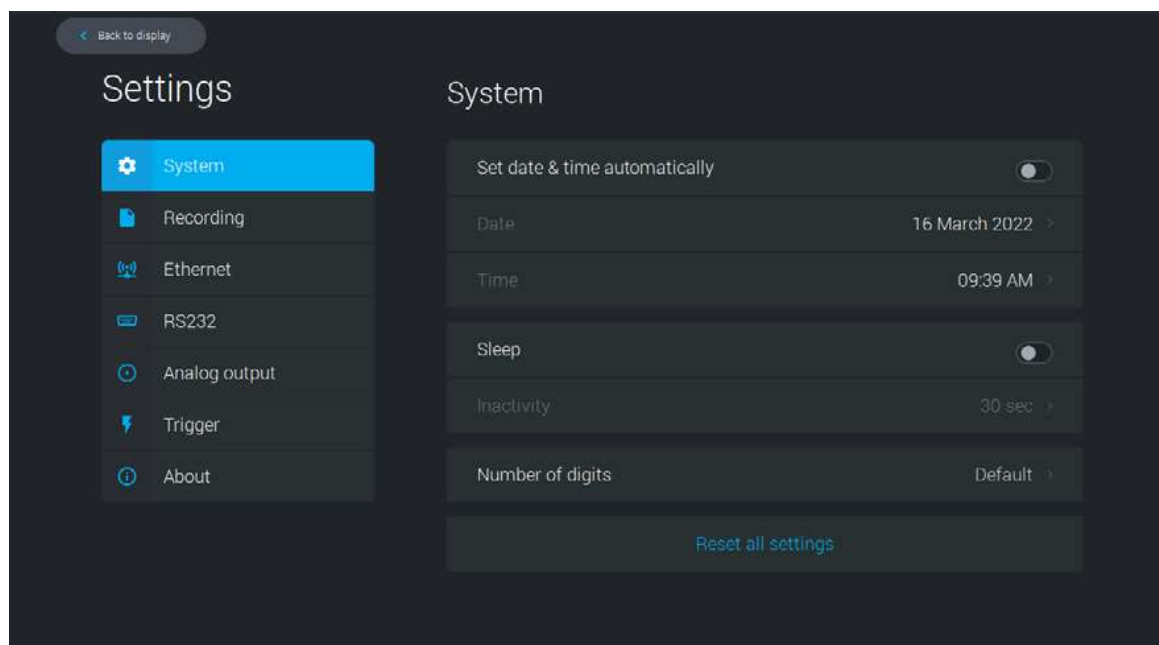 Back to display
Settings
System
Recording
Ethernet
RS232
Analog output
Trigger
About
System
Set date & time automatically
Date 16 March 2022
Time 09:39 AM
Sleep
Inactivity 30 sec
Number of digits Default
Reset all settings